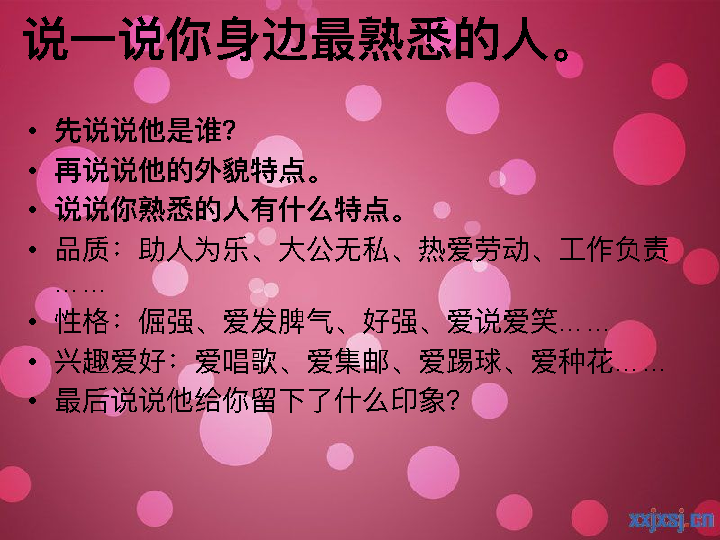 说一说你身边最熟悉的人。
• 先说说他是谁?
• 再说说他的外貌特点。
• 说说你熟悉的人有什么特点。
• 品质：助人为乐、大公无私、热爱劳动、工作负责
……
• 性格：倔强、爱发脾气、好强、爱说爱笑……
• 兴趣爱好：爱唱歌、爱集邮、爱踢球、爱种花……
• 最后说说他给你留下了什么印象?
xxjxsj.cn